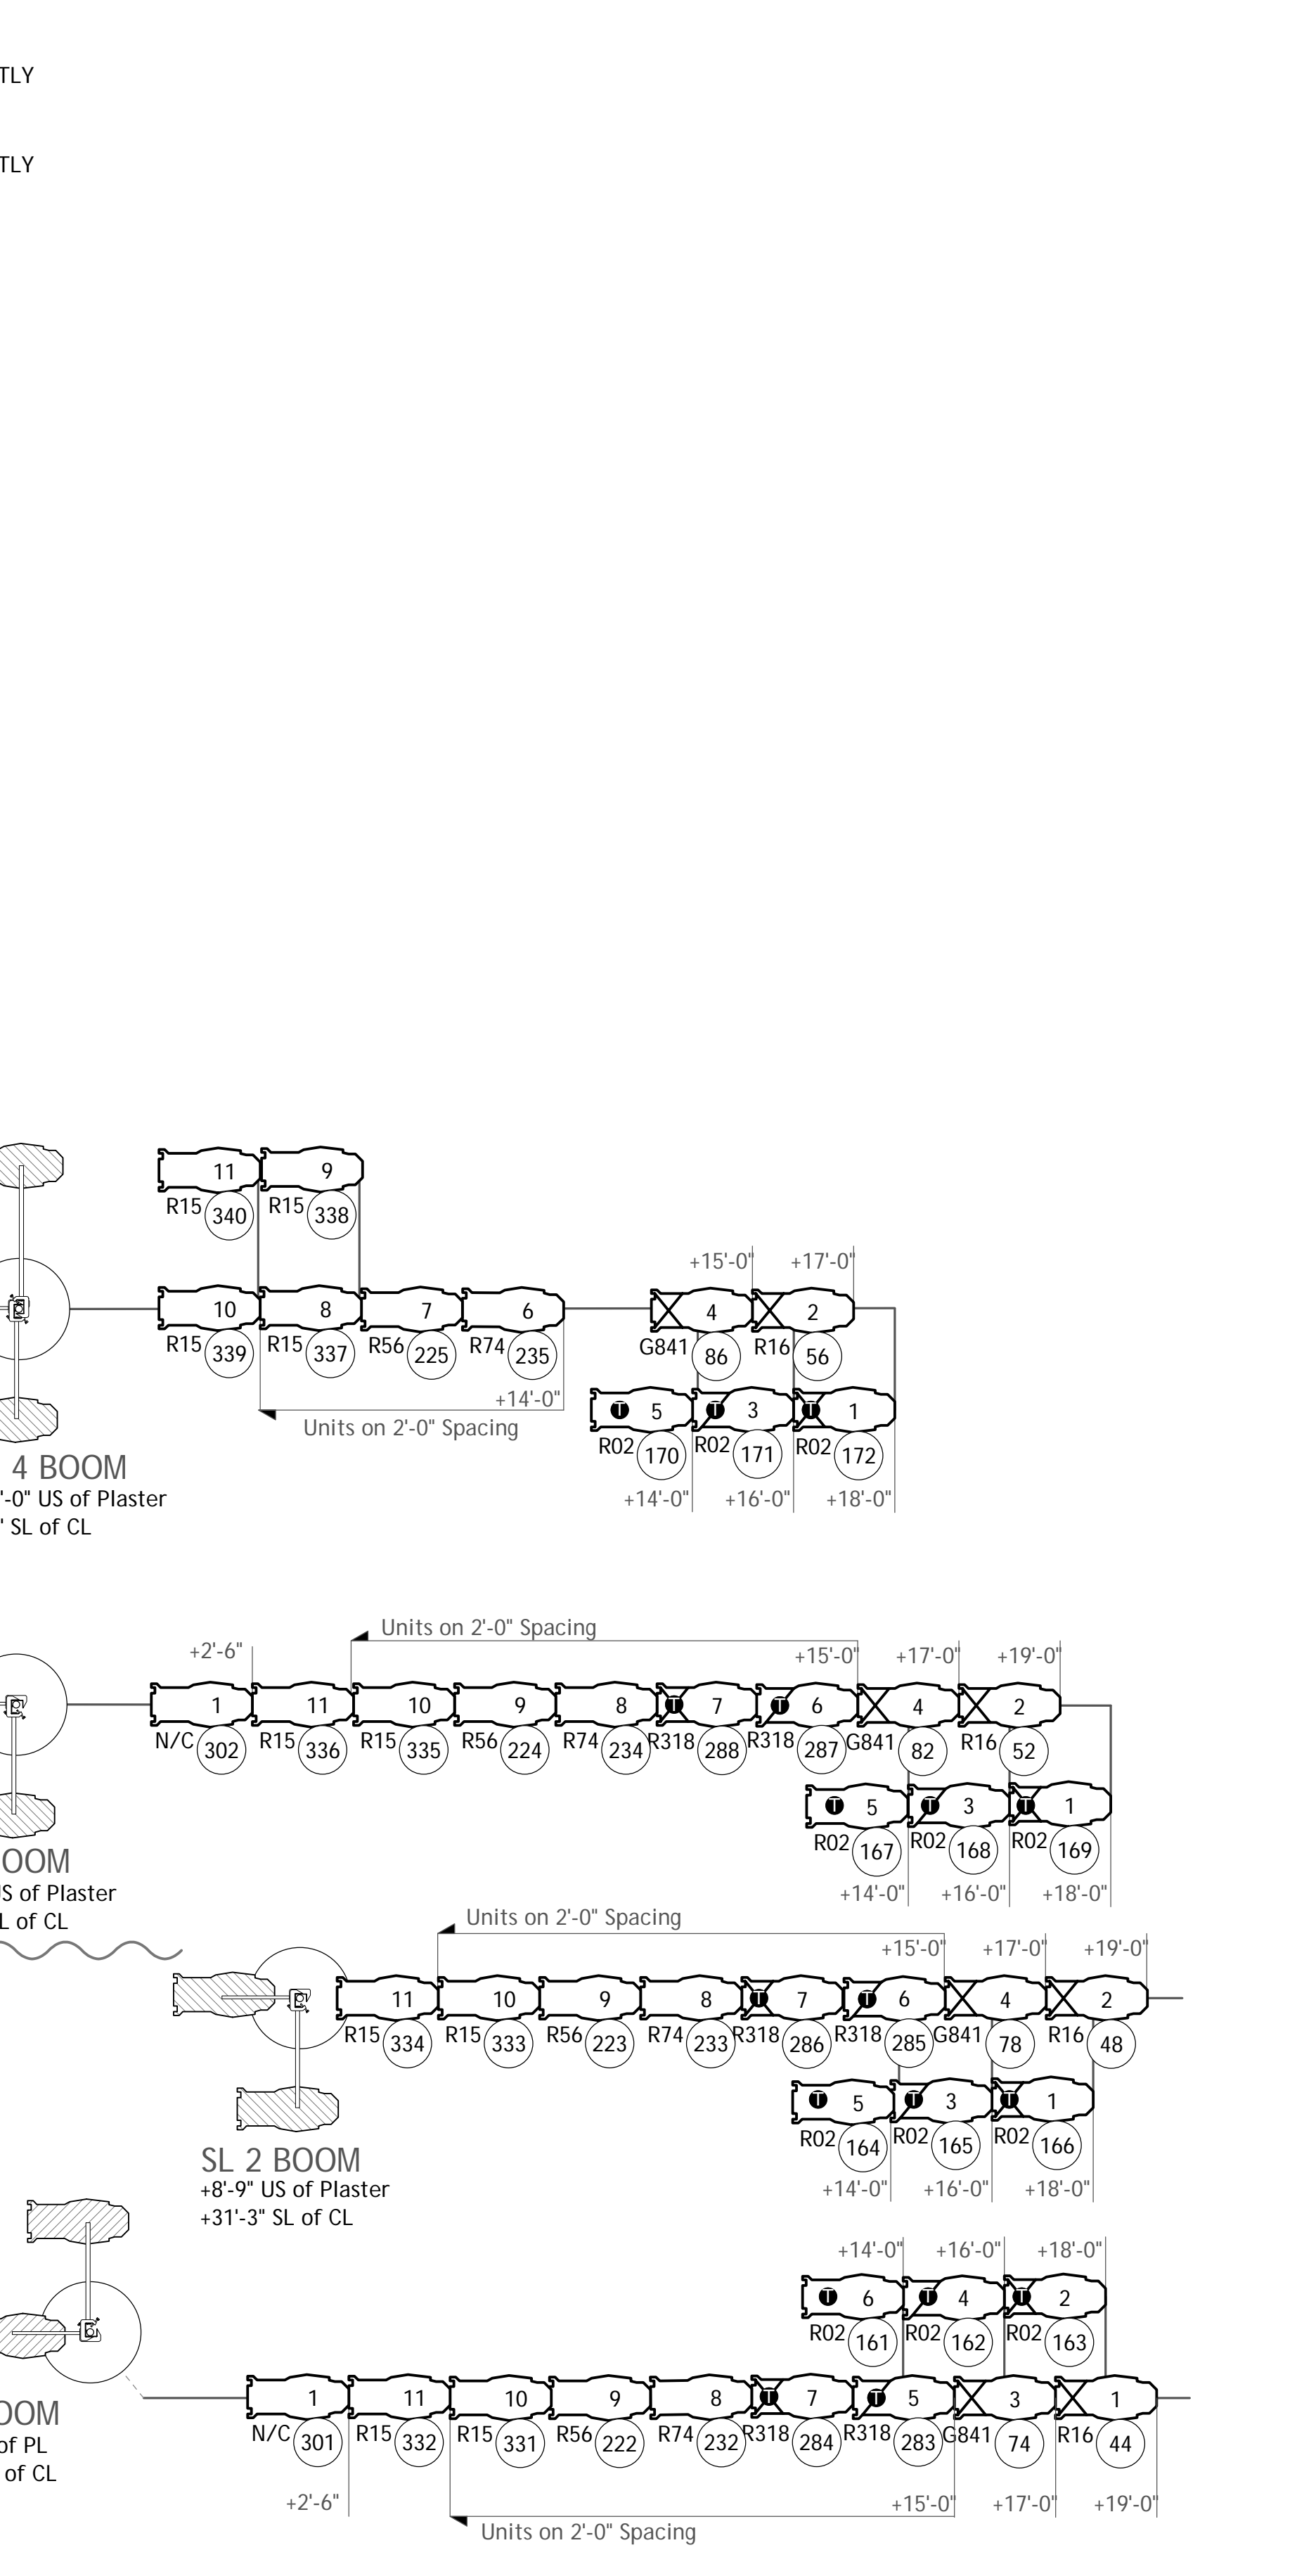 TLY
TLY
11 9
R15 340 R15 338
+15'-0" +17'-0"
10 8 7 6 4 2
R15 339 R15 337 R56 225 R74 235 G841 86 R16 56
+14'-0"
Units on 2'-0" Spacing
T 5 T 3 T 1
R02 170 R02 171 R02 172
4 BOOM
'-0" US of Plaster
+14'-0" +16'-0" +18'-0"
' SL of CL
Units on 2'-0" Spacing
+2'-6" +15'-0" +17'-0" +19'-0"
1 11 10 9 8 T 7 T 6 4 2
N/C 302 R15 336 R15 335 R56 224 R74 234 R318 288 R318 287 G841 82 R16 52
T 5 T 3 T 1
R02 167 R02 168 R02 169
OOM
US of Plaster
+14'-0" +16'-0" +18'-0"
L of CL
Units on 2'-0" Spacing
+15'-0" +17'-0" +19'-0"
11 10 9 8 T 7 T 6 4 2
R15 334 R15 333 R56 223 R74 233 R318 286 R318 285 G841 78 R16 48
T 5 T 3 T 1
R02 164 R02 165 R02 166
SL 2 BOOM
+8'-9" US of Plaster
+14'-0" +16'-0" +18'-0"
+31'-3" SL of CL
+14'-0" +16'-0" +18'-0"
T 6 T 4 T 2
R02 161 R02 162 R02 163
1 11 10 9 8 T 7 T 5 3 1
OOM
N/C 301 R15 332 R15 331 R56 222 R74 232 R318 284 R318 283 G841 74 R16 44
of PL
of CL
+2'-6" +15'-0" +17'-0" +19'-0"
Units on 2'-0" Spacing